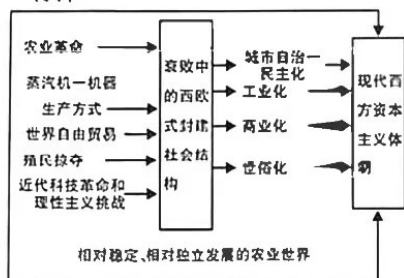 农业革命
蒸汽机一机器
生产方式
世界自由贸易
殖民掠夺
近代科技革命和
理性主义挑战
衰败中
的西欧
式封建
社会结
构
城市自治一
民主化
工业化
商业化
世俗化
现代西
方资本
主义体
制
相对稳定、相对独立发展的农业世界